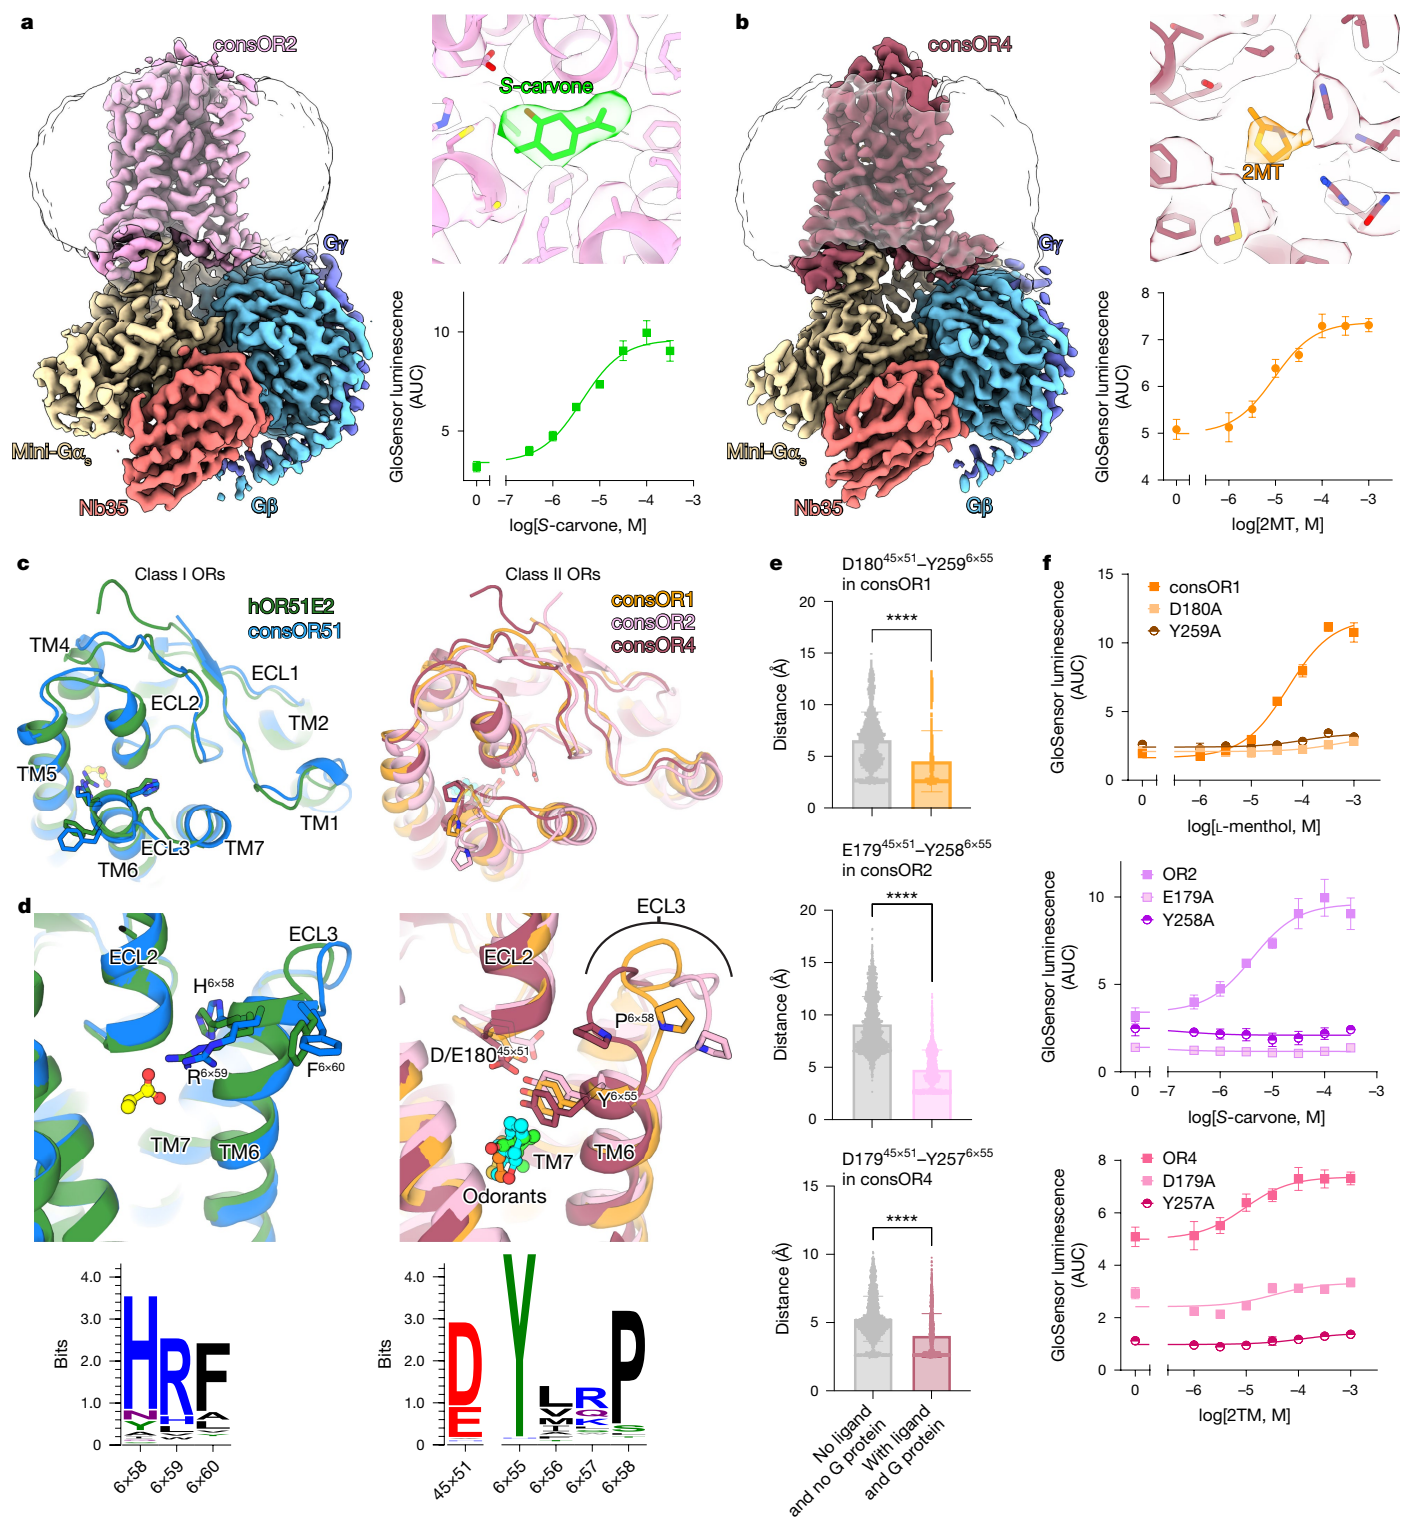 a
consOR2
S-carvone
Gγ
Mini-Gαs
Nb35
Gβ
GloSensor luminescence
(AUC)
10
5
0
−7
−6
−5
−4
−3
log[S-carvone, M]
b
consOR4
2MT
Gγ
Mini-Gαs
Nb35
Gβ
GloSensor luminescence
(AUC)
8
7
6
5
4
0
−6
−5
−4
−3
log[2MT, M]
c
Class I ORs
hOR51E2
consOR51
TM4
ECL1
ECL2
TM2
TM5
TM1
ECL3
TM7
TM6
Class II ORs
consOR1
consOR2
consOR4
d
ECL2
ECL3
H6×58
R6×59
F6×60
TM7
TM6
ECL3
ECL2
P6×58
D/E18045×51
Y6×55
TM7
TM6
Odorants
Bits
4.0
3.0
2.0
1.0
0
H
N
Y
A
R
H
L
F
A
L
6×58
6×59
6×60
Bits
4.0
3.0
2.0
1.0
0
D
E
Y
L
V
M
T
A
R
Q
K
P
S
45×51
6×55
6×56
6×57
6×58
e
D18045×51–Y2596×55
in consOR1
****
Distance (Å)
20
15
10
5
0
E17945×51–Y2586×55
in consOR2
****
Distance (Å)
20
15
10
5
0
D17945×51–Y2576×55
in consOR4
****
Distance (Å)
15
10
5
0
No ligand
and no G protein
With ligand
and G protein
f
consOR1
D180A
Y259A
GloSensor luminescence
(AUC)
15
10
5
0
0
−6
−5
−4
−3
log[L-menthol, M]
OR2
E179A
Y258A
GloSensor luminescence
(AUC)
10
5
0
0
−7
−6
−5
−4
−3
log[S-carvone, M]
OR4
D179A
Y257A
GloSensor luminescence
(AUC)
8
6
4
2
0
0
−6
−5
−4
−3
log[2TM, M]